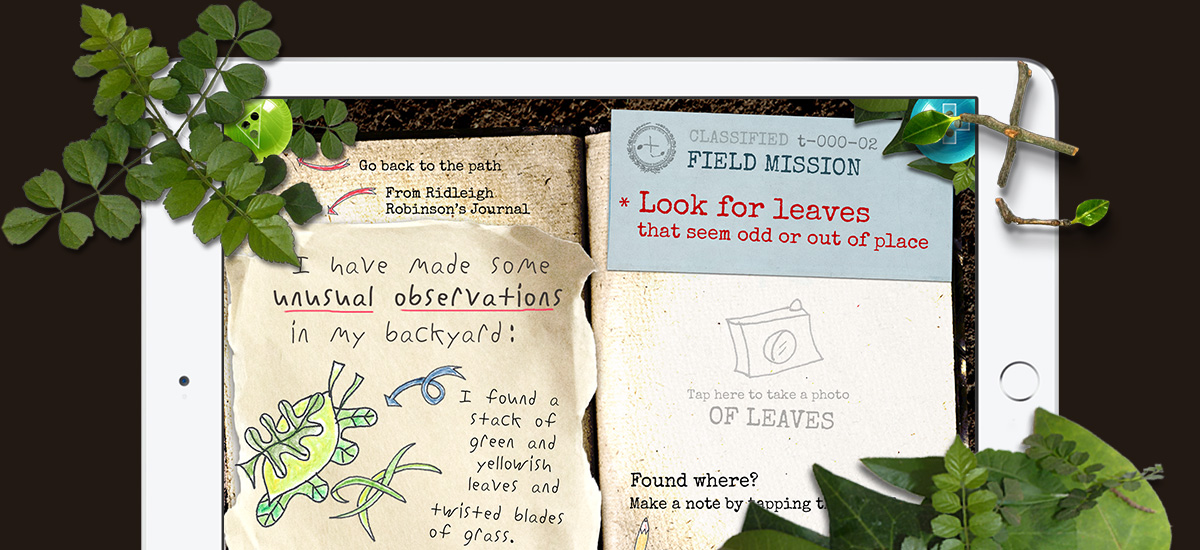 Go back to the path
From Ridleigh
Robinson's Journal
I have made some
unusual observations
in my backyard:
I found a
stack of
green and
yellowish
leaves and
twisted blades
of grass.
CLASSIFIED t-000-02
FIELD MISSION
* Look for leaves
that seem odd or out of place
Tap here to take a photo
OF LEAVES
Found where?
Make a note by tapping